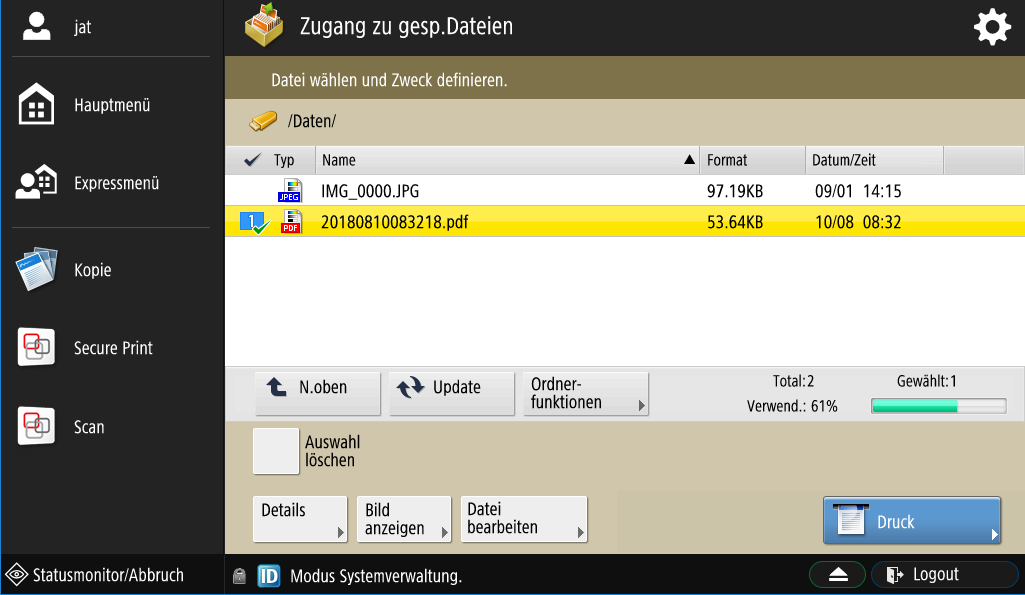 jat
Hauptmenü
Expressmenü
Kopie
Secure Print
Scan
Statusmonitor/Abbruch
Zugang zu gesp.Dateien
Datei wählen und Zweck definieren.
/Daten/
Typ Name Format Datum/Zeit
JPEG IMG_0000.JPG 97.19KB 09/01 14:15
1 PDF 20180810083218.pdf 53.64KB 10/08 08:32
N.oben
Update
Ordner-
funktionen
Total:2 Gewählt:1
Verwend.: 61%
Auswahl
löschen
Details
Bild
anzeigen
Datei
bearbeiten
Druck
ID Modus Systemverwaltung.
Logout